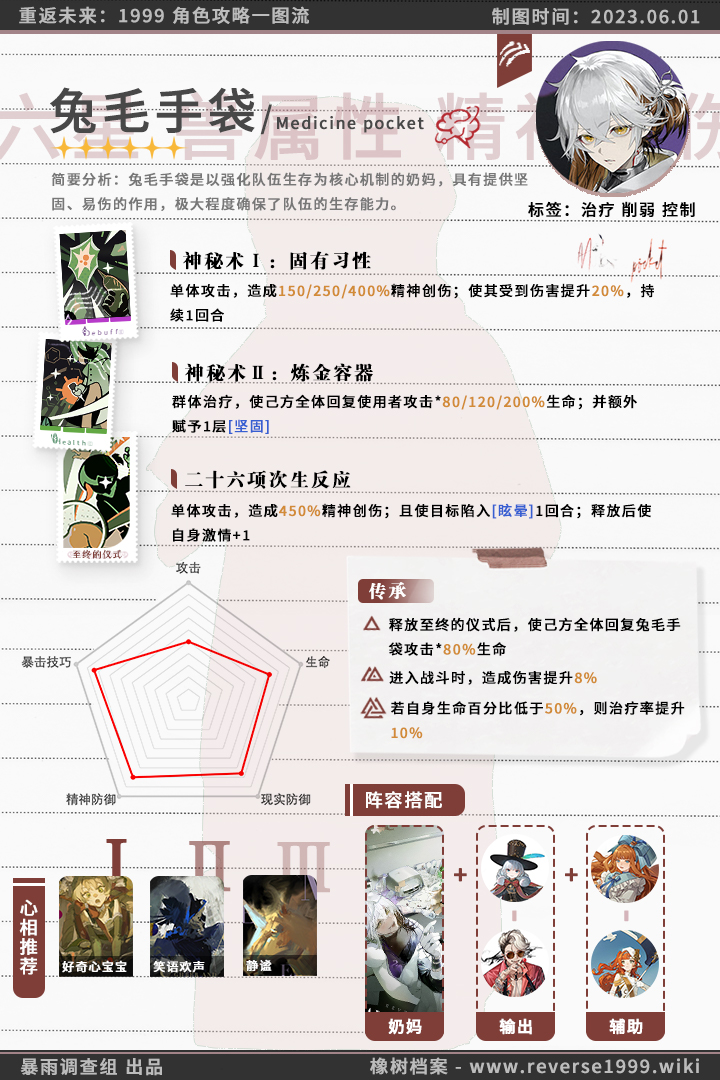 重返未来：1999 角色攻略一图流
制图时间：2023.06.01
兔毛手袋/Medicine pocket
简要分析：兔毛手袋是以强化队伍生存为核心机制的奶妈，具有提供坚
固、易伤的作用，极大程度确保了队伍的生存能力。
标签：治疗 削弱 控制
神秘术Ⅰ：固有习性
单体攻击，造成150/250/400%精神创伤；使其受到伤害提升20%，持
续1回合
Debuff
神秘术Ⅱ：炼金容器
群体治疗，使己方全体回复使用者攻击*80/120/200%生命；并额外
赋予1层[坚固]
Health
二十六项次生反应
单体攻击，造成450%精神创伤；且使目标陷入[眩晕]1回合；释放后使
自身激情+1
至终的仪式
攻击
生命
现实防御
精神防御
暴击技巧
传承
释放至终的仪式后，使己方全体回复兔毛手
袋攻击*80%生命
进入战斗时，造成伤害提升8%
若自身生命百分比低于50%，则治疗率提升
10%
阵容搭配
奶妈
+
输出
+
辅助
心相推荐
I
II
III
好奇心宝宝
笑语欢声
静谧
暴雨调查组 出品
橡树档案 - www.reverse1999.wiki